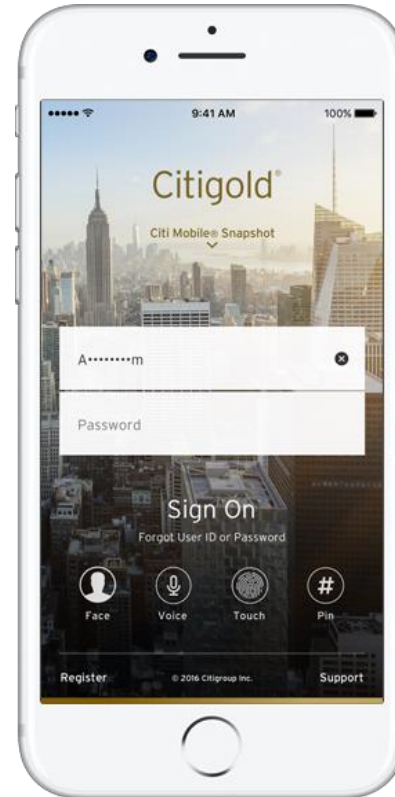 9:41 AM 100%
Citigold®
Citi Mobile® Snapshot
A••••••••m
Password
Sign On
Forgot User ID or Password
Face Voice Touch # Pin
Register © 2016 Citigroup Inc. Support